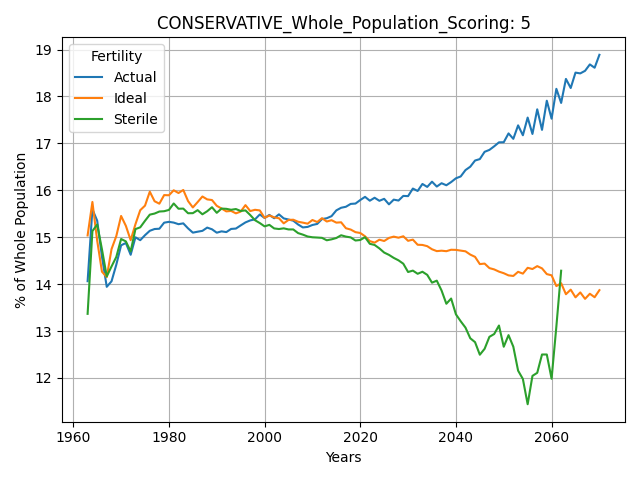 CONSERVATIVE_Whole_Population_Scoring: 5
Fertility
Actual
Ideal
Sterile
% of Whole Population
19
18
17
16
15
14
13
12
1960
1980
2000
2020
2040
2060
Years